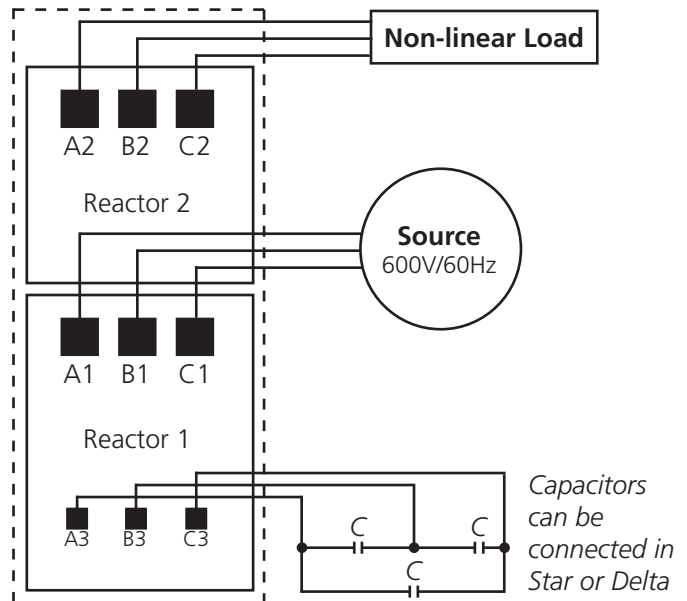 Non-linear Load
A2 B2 C2
Reactor 2
Source
600V/60Hz
A1 B1 C1
Reactor 1
A3 B3 C3
C C
C
Capacitors
can be
connected in
Star or Delta